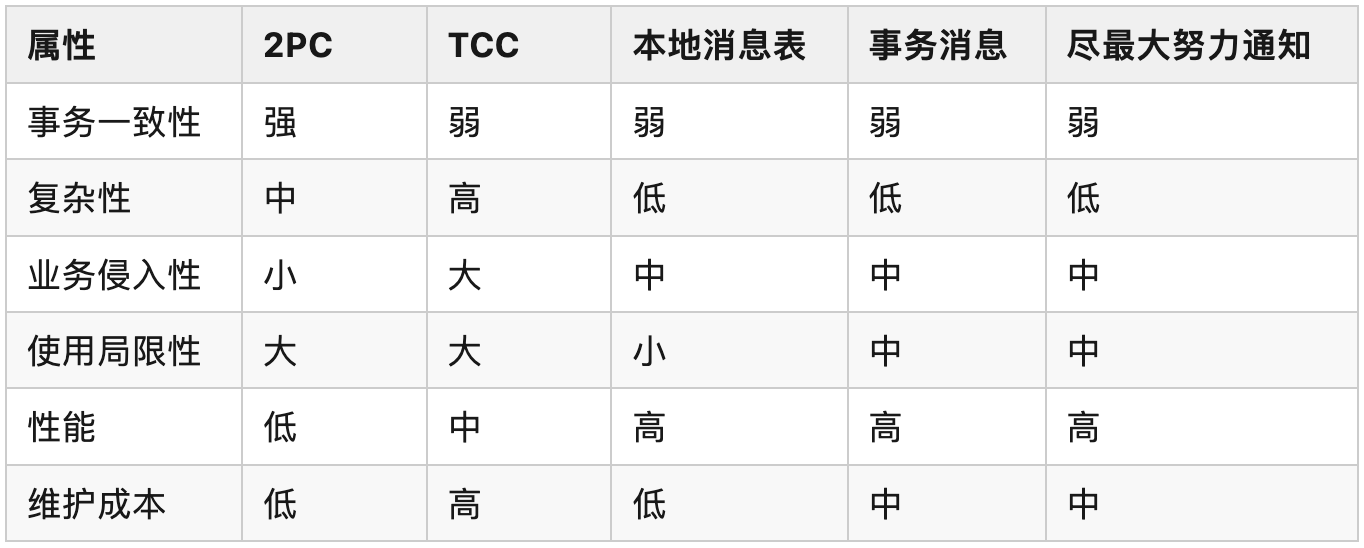 属性 2PC TCC 本地消息表 事务消息 尽最大努力通知
事务一致性 强 弱 弱 弱 弱
复杂性 中 高 低 低 低
业务侵入性 小 大 中 中 中
使用局限性 大 大 小 中 中
性能 低 中 高 高 高
维护成本 低 高 低 中 中